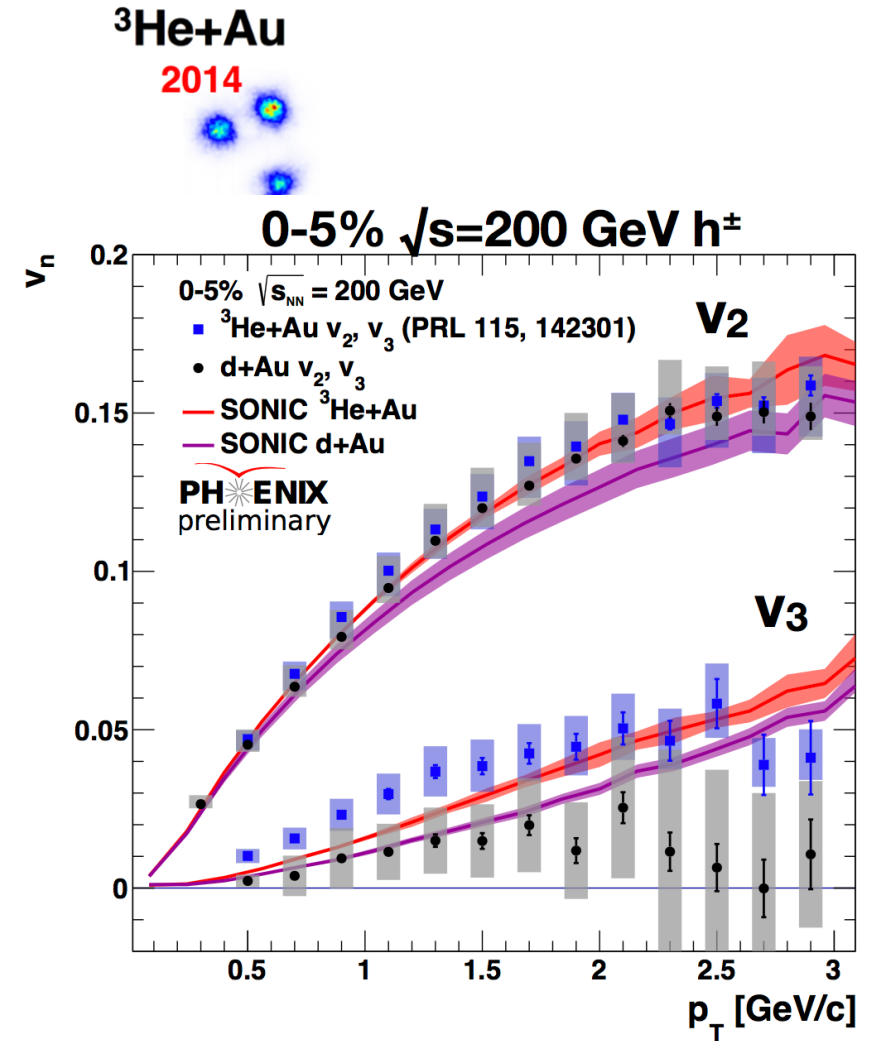 ³He+Au
2014
0-5% √s=200 GeV h±
vₙ
0-5% √sNN = 200 GeV
³He+Au v₂, v₃ (PRL 115, 142301)
d+Au v₂, v₃
SONIC ³He+Au
SONIC d+Au
PHENIX
preliminary
v₂
v₃
0.2
0.15
0.1
0.05
0
0.5 1 1.5 2 2.5 3
pT [GeV/c]